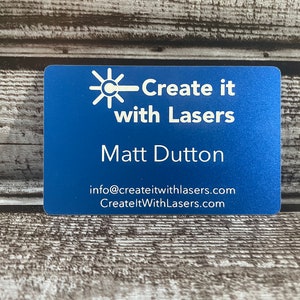 Create it
with Lasers
Matt Dutton
info@createitwithlasers.com
CreateItWithLasers.com